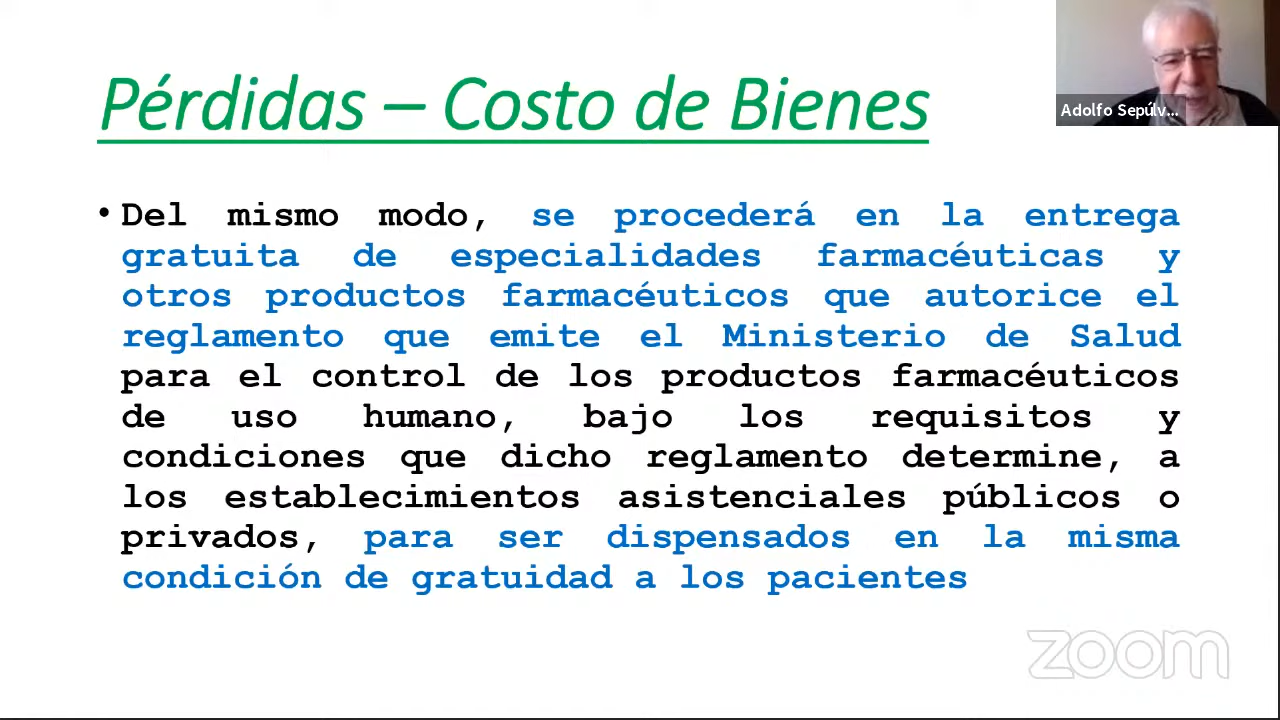 Pérdidas – Costo de Bienes
Adolfo Sepúlv...
• Del mismo modo, se procederá en la entrega
gratuita de especialidades farmacéuticas y
otros productos farmacéuticos que autorice el
reglamento que emite el Ministerio de Salud
para el control de los productos farmacéuticos
de uso humano, bajo los requisitos y
condiciones que dicho reglamento determine, a
los establecimientos asistenciales públicos o
privados, para ser dispensados en la misma
condición de gratuidad a los pacientes
zoom